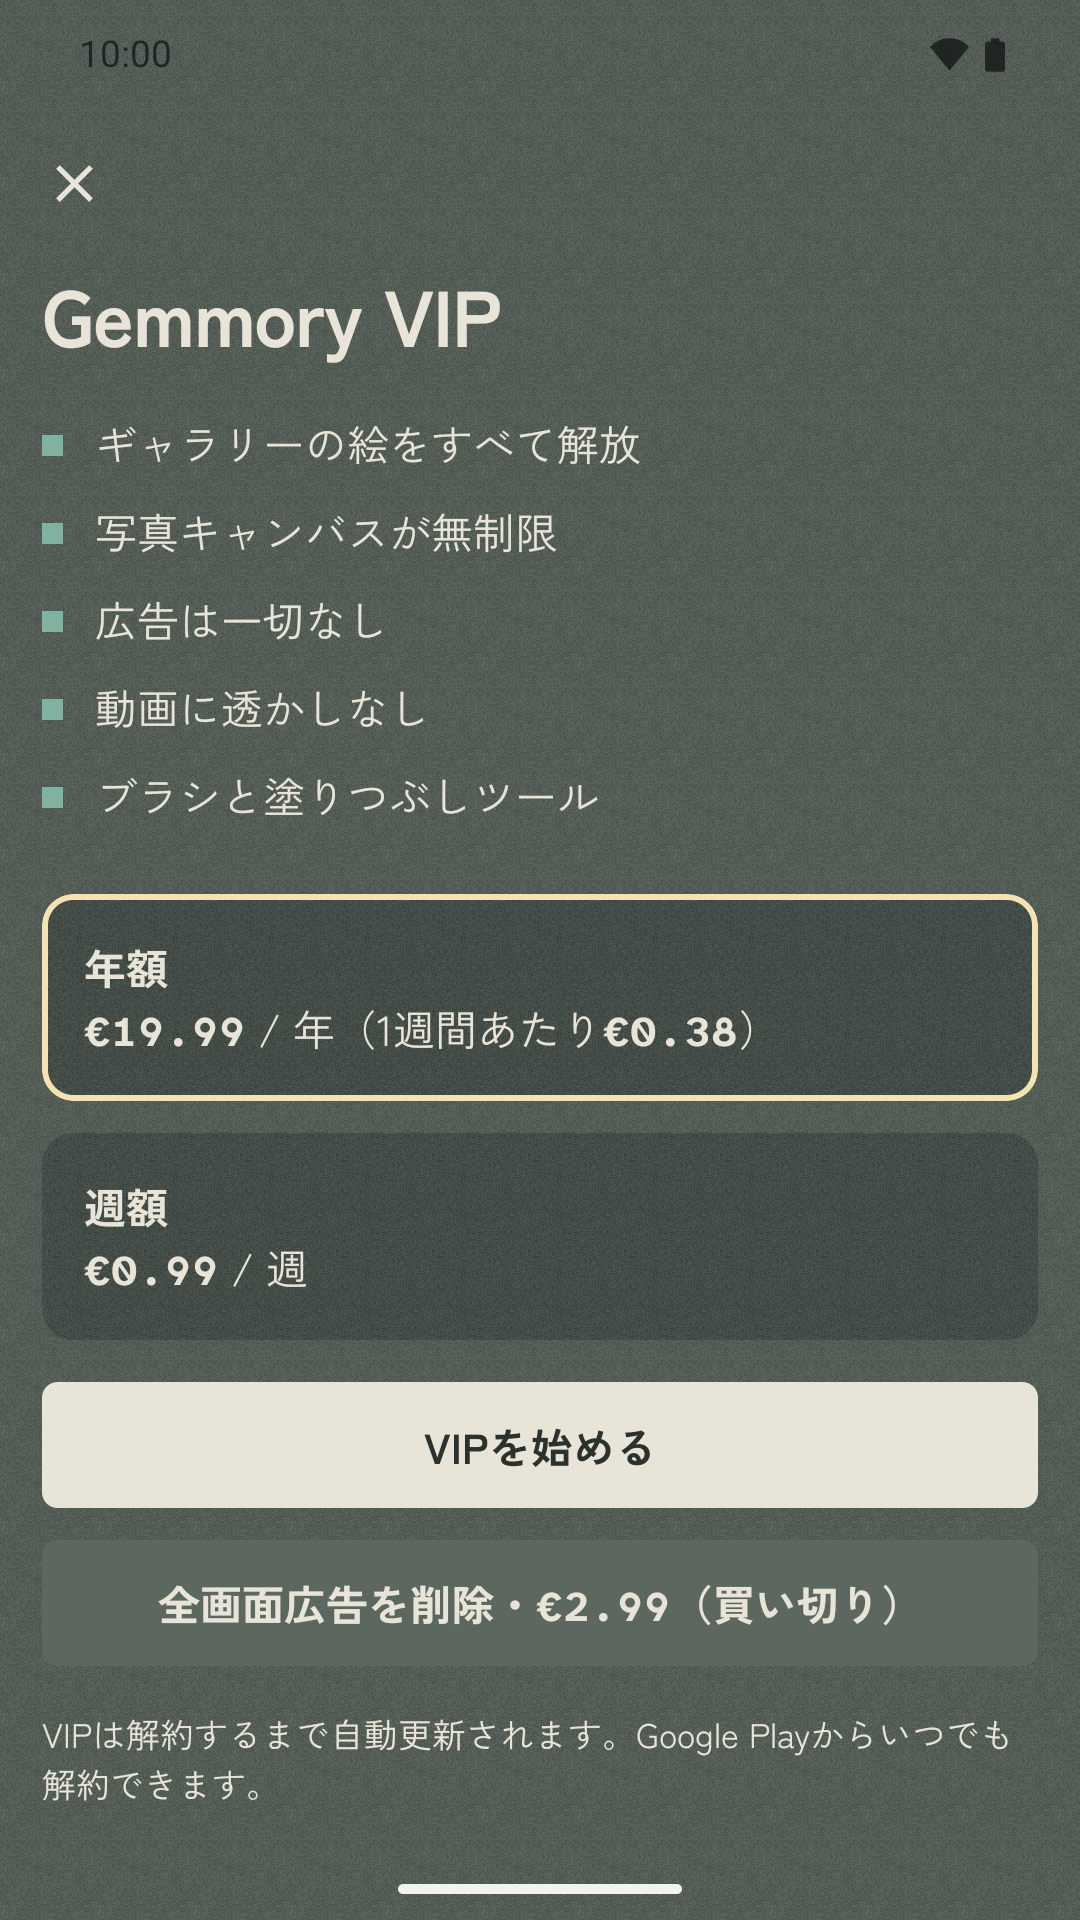 10:00
Gemmory VIP
ギャラリーの絵をすべて解放
写真キャンバスが無制限
広告は一切なし
動画に透かしなし
ブラシと塗りつぶしツール
年額
€19.99 / 年（1週間あたり€0.38）
週額
€0.99 / 週
VIPを始める
全画面広告を削除・€2.99（買い切り）
VIPは解約するまで自動更新されます。Google Playからいつでも
解約できます。